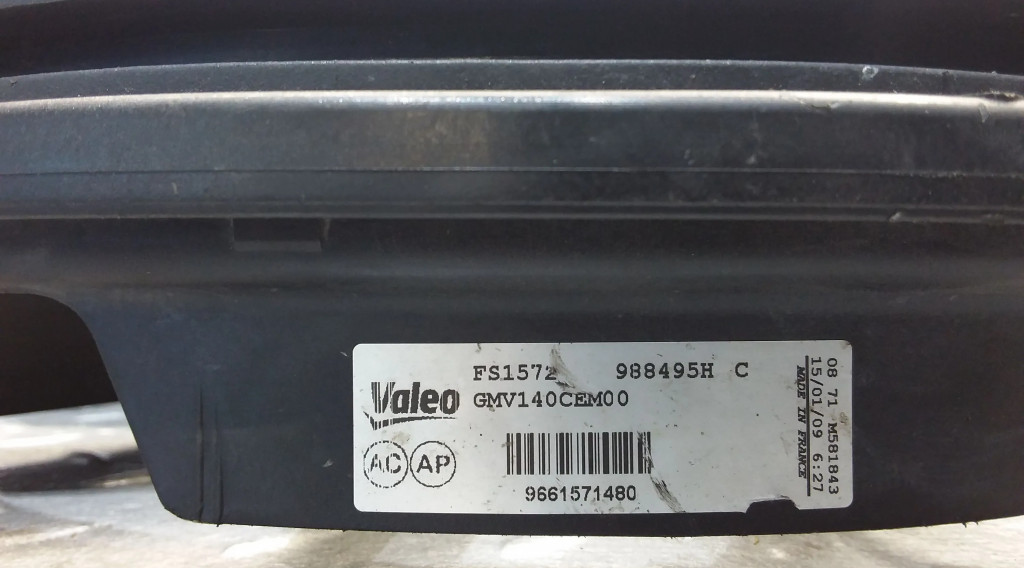 FS1572 988495H C
Valeo GMV140CEM00
AC AP
9661571480
08 71 M581843
15/01/09 6:27
MADE IN FRANCE